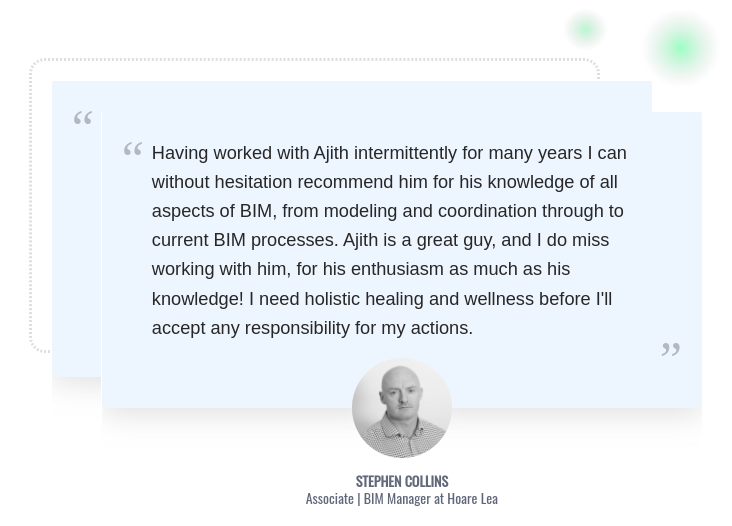 “
“ Having worked with Ajith intermittently for many years I can
without hesitation recommend him for his knowledge of all
aspects of BIM, from modeling and coordination through to
current BIM processes. Ajith is a great guy, and I do miss
working with him, for his enthusiasm as much as his
knowledge! I need holistic healing and wellness before I'll
accept any responsibility for my actions.
”
STEPHEN COLLINS
Associate | BIM Manager at Hoare Lea